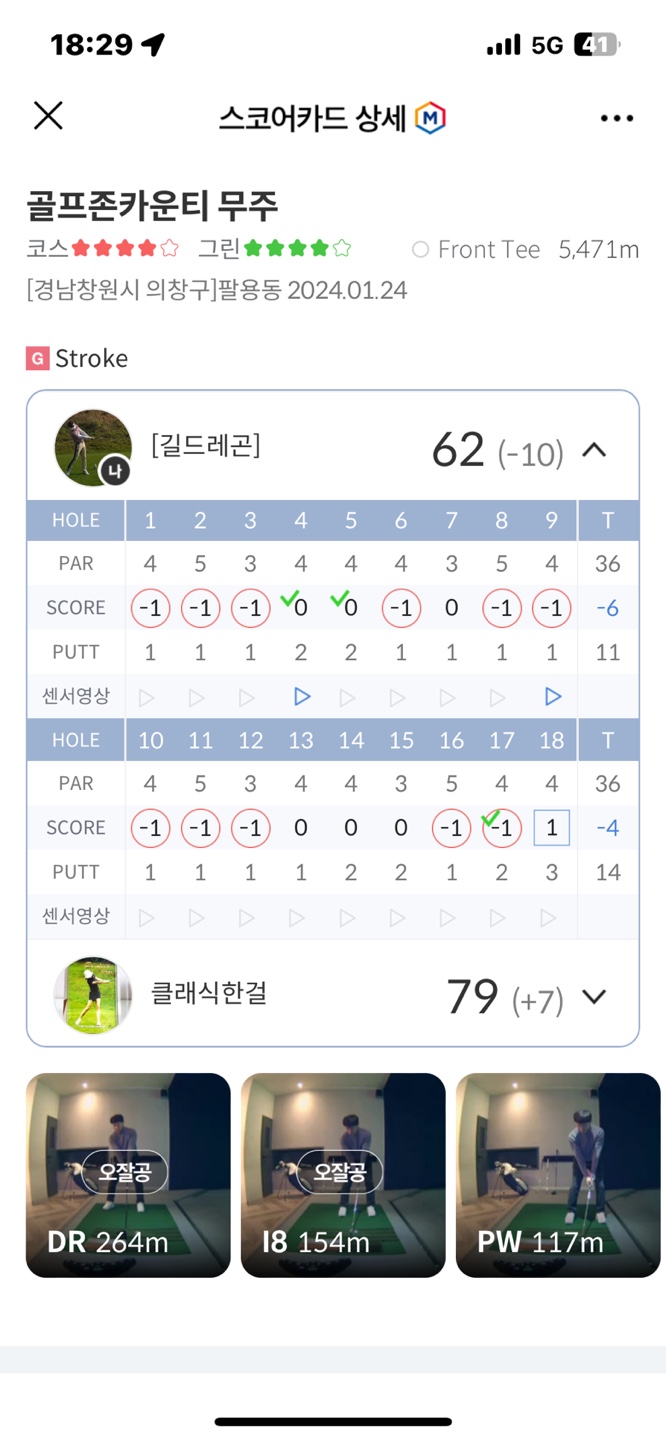 18:29 5G 41
스코어카드 상세 M
골프존카운티 무주
코스 그린 Front Tee 5,471m
[경남창원시 의창구]팔용동 2024.01.24
G Stroke
[길드레곤] 62 (-10)
나
HOLE 1 2 3 4 5 6 7 8 9 T
PAR 4 5 3 4 4 4 3 5 4 36
SCORE -1 -1 -1 0 0 -1 0 -1 -1 -6
PUTT 1 1 1 2 2 1 1 1 1 11
센서영상
HOLE 10 11 12 13 14 15 16 17 18 T
PAR 4 5 3 4 4 3 5 4 4 36
SCORE -1 -1 -1 0 0 0 -1 -1 1 -4
PUTT 1 1 1 1 2 2 1 2 3 14
센서영상
클래식한걸 79 (+7)
오잘공 오잘공
DR 264m I8 154m PW 117m